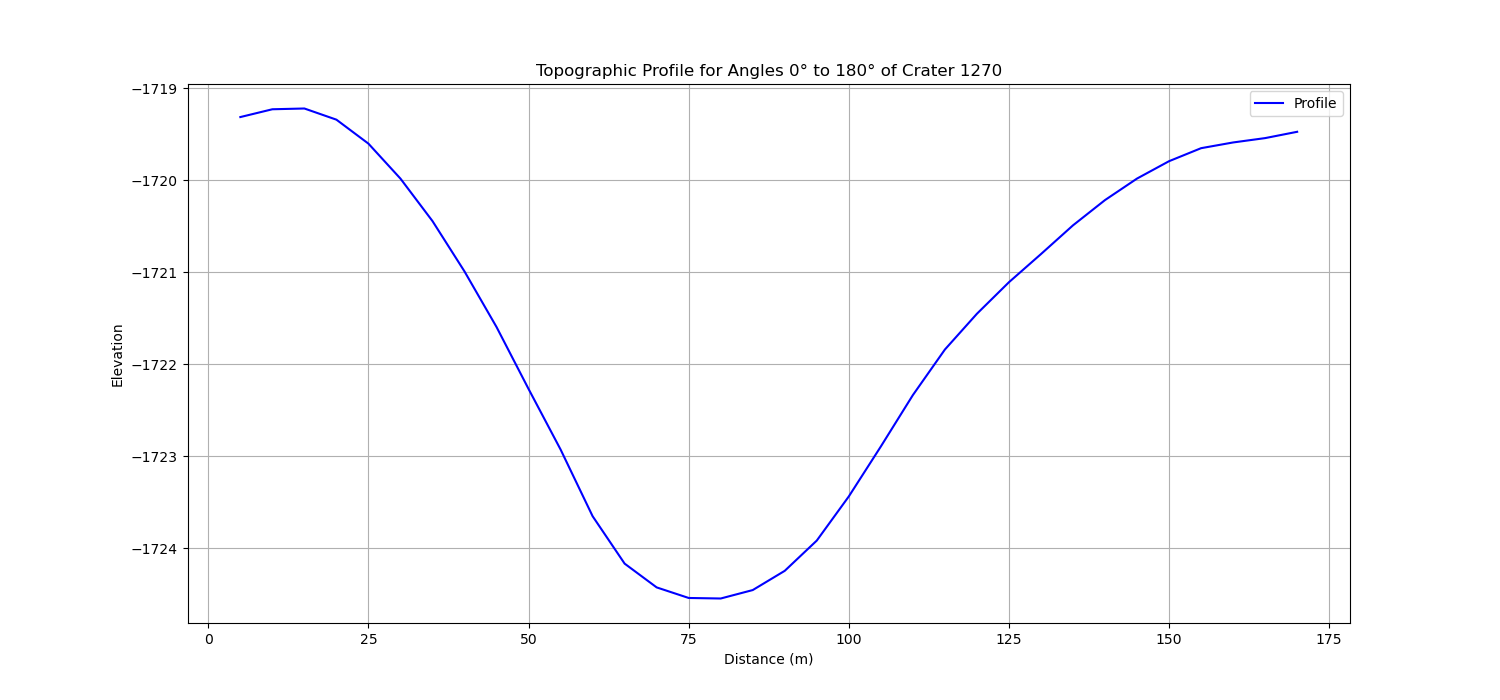 Topographic Profile for Angles 0° to 180° of Crater 1270
Profile
Elevation
−1719
−1720
−1721
−1722
−1723
−1724
0 25 50 75 100 125 150 175
Distance (m)